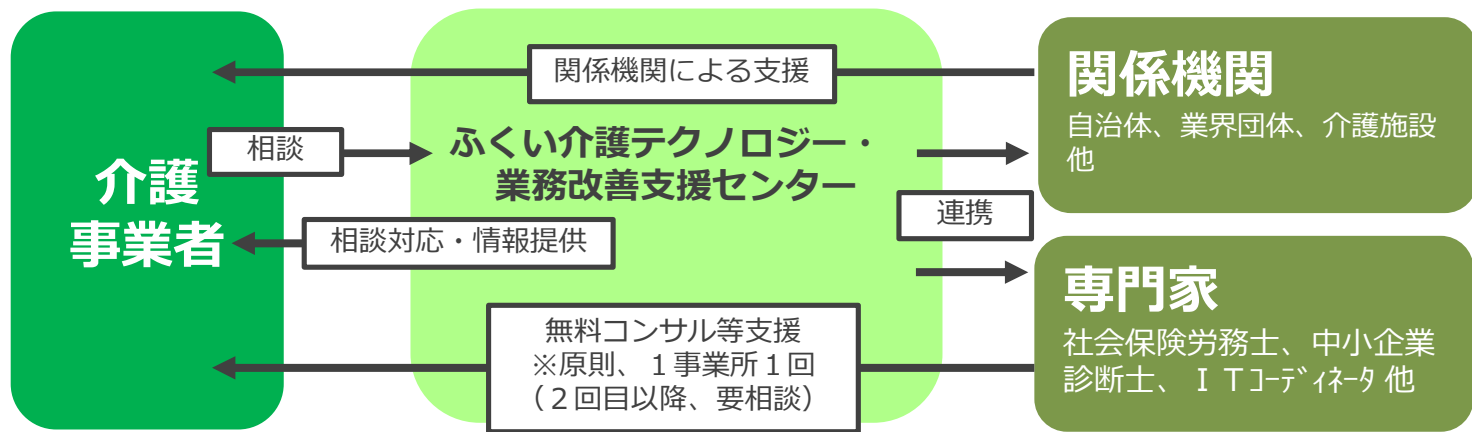 介護
事業者
関係機関による支援
相談
ふくい介護テクノロジー・
業務改善支援センター
相談対応・情報提供
無料コンサル等支援
※原則、１事業所１回
（２回目以降、要相談）
連携
関係機関
自治体、業界団体、介護施設
他
専門家
社会保険労務士、中小企業
診断士、ＩＴｺｰﾃﾞｨﾈｰﾀ 他